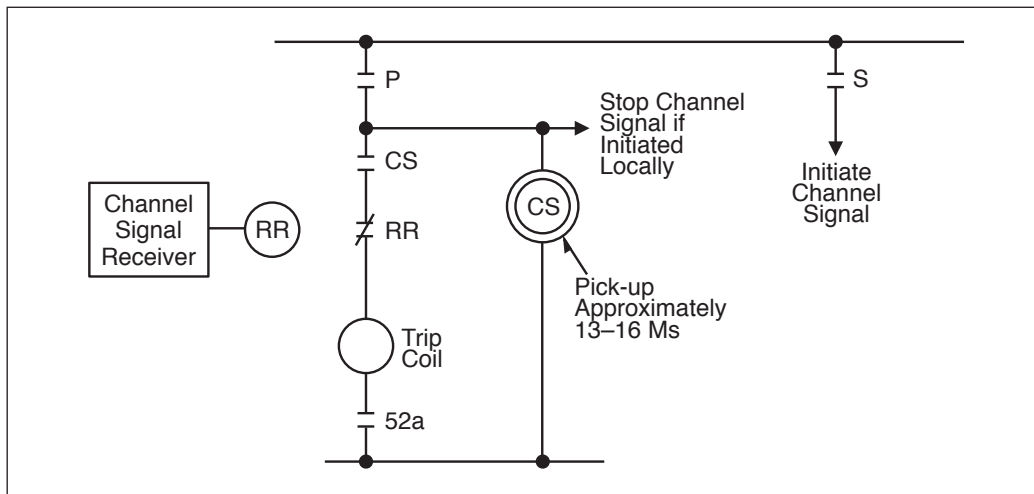 P
S
Stop Channel
Signal if
Initiated
Locally
CS
Initiate
Channel
Signal
Channel
Signal
Receiver
RR
RR
CS
Pick-up
Approximately
13–16 Ms
Trip
Coil
52a